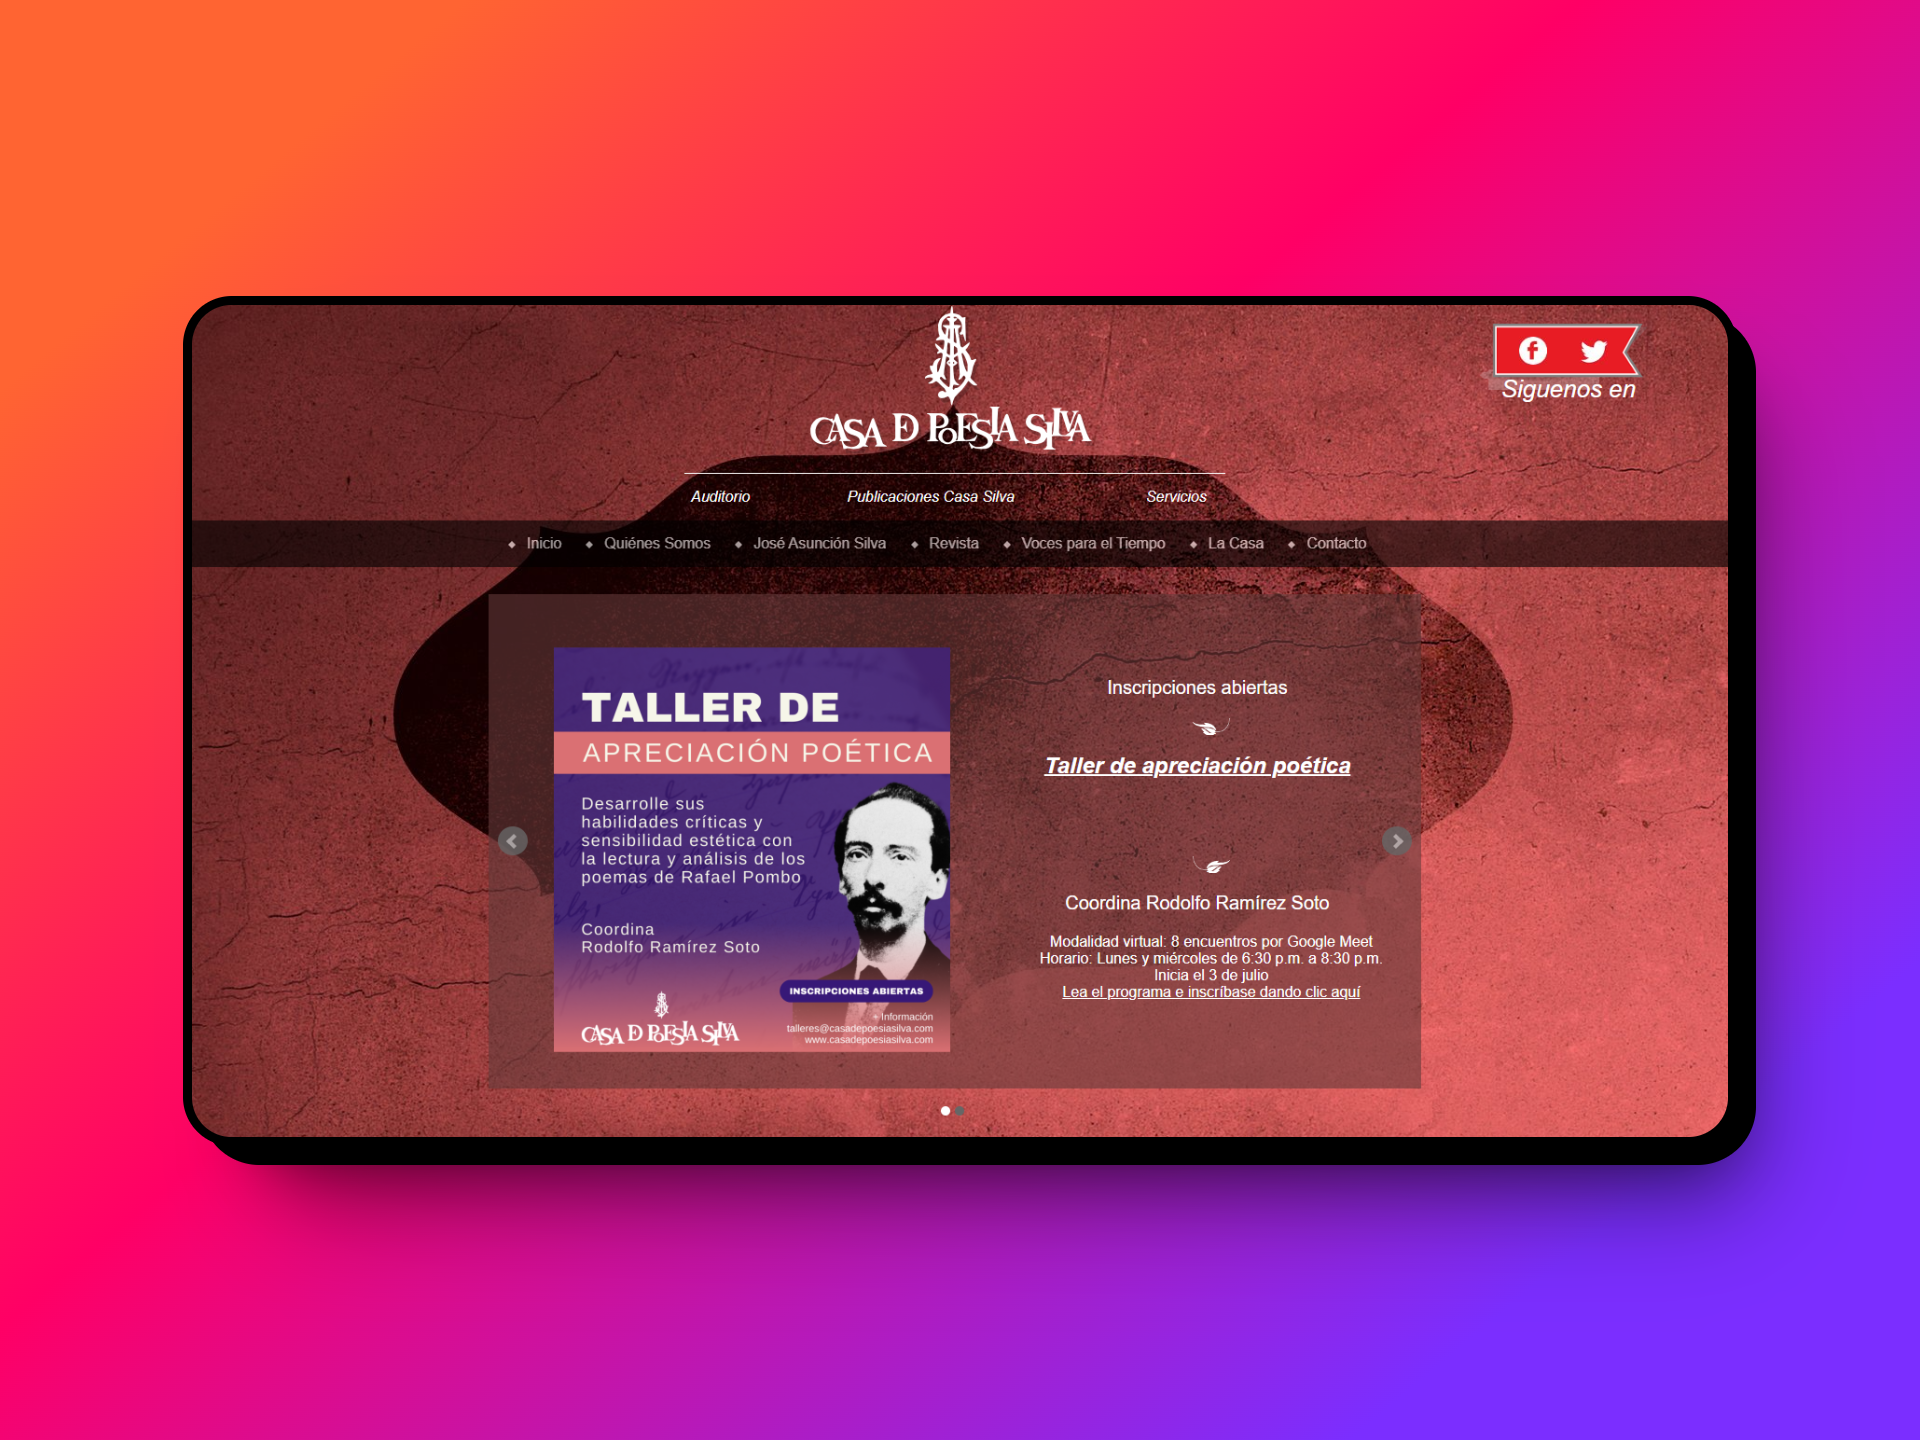 CASA DE POESIA SILVA
Siguenos en
Auditorio
Publicaciones Casa Silva
Servicios
Inicio
Quiénes Somos
José Asunción Silva
Revista
Voces para el Tiempo
La Casa
Contacto
TALLER DE
APRECIACIÓN POÉTICA
Desarrolle sus
habilidades críticas y
sensibilidad estética con
la lectura y análisis de los
poemas de Rafael Pombo
Coordina
Rodolfo Ramírez Soto
INSCRIPCIONES ABIERTAS
CASA DE POESIA SILVA
+ Información
talleres@casadepoesiasilva.com
www.casadepoesiasilva.com
Inscripciones abiertas
Taller de apreciación poética
Coordina Rodolfo Ramírez Soto
Modalidad virtual: 8 encuentros por Google Meet
Horario: Lunes y miércoles de 6:30 p.m. a 8:30 p.m.
Inicia el 3 de julio
Lea el programa e inscríbase dando clic aquí